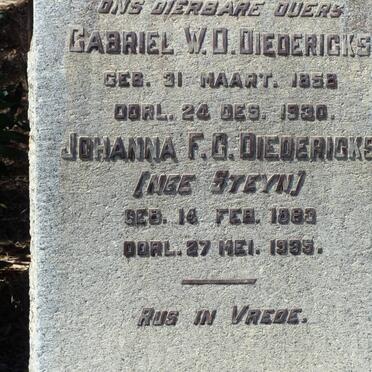 ONS DIERBARE OUERS
GABRIEL W.D. DIEDERICKS
GEB. 31 MAART. 1858
OORL. 24 DES. 1930.
JOHANNA F.C. DIEDERICKS
(NEE STEYN)
GEB. 14 FEB. 1863
OORL. 27 MEI. 1935.
RUS IN VREDE.